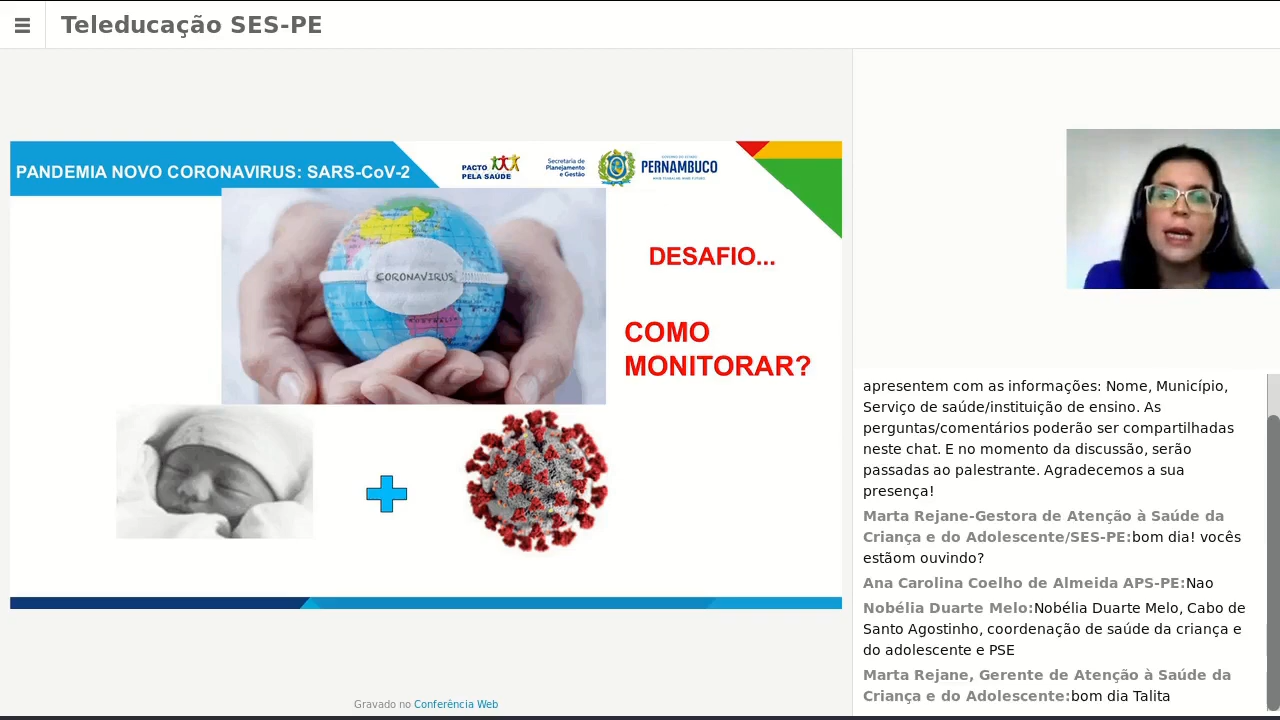 Teleducação SES-PE
PANDEMIA NOVO CORONAVIRUS: SARS-CoV-2
PACTO
PELA SAÚDE
Secretaria de
Planejamento
e Gestão
PERNAMBUCO
CORONAVIRUS
AUSTRALIA
DESAFIO...
COMO
MONITORAR?
apresentem com as informações: Nome, Município,
Serviço de saúde/instituição de ensino. As
perguntas/comentários poderão ser compartilhadas
neste chat. E no momento da discussão, serão
passadas ao palestrante. Agradecemos a sua
presença!
Marta Rejane-Gestora de Atenção à Saúde da
Criança e do Adolescente/SES-PE:bom dia! vocês
estãom ouvindo?
Ana Carolina Coelho de Almeida APS-PE:Nao
Nobélia Duarte Melo:Nobélia Duarte Melo, Cabo de
Santo Agostinho, coordenação de saúde da criança e
do adolescente e PSE
Marta Rejane, Gerente de Atenção à Saúde da
Criança e do Adolescente:bom dia Talita
Gravado no Conferência Web